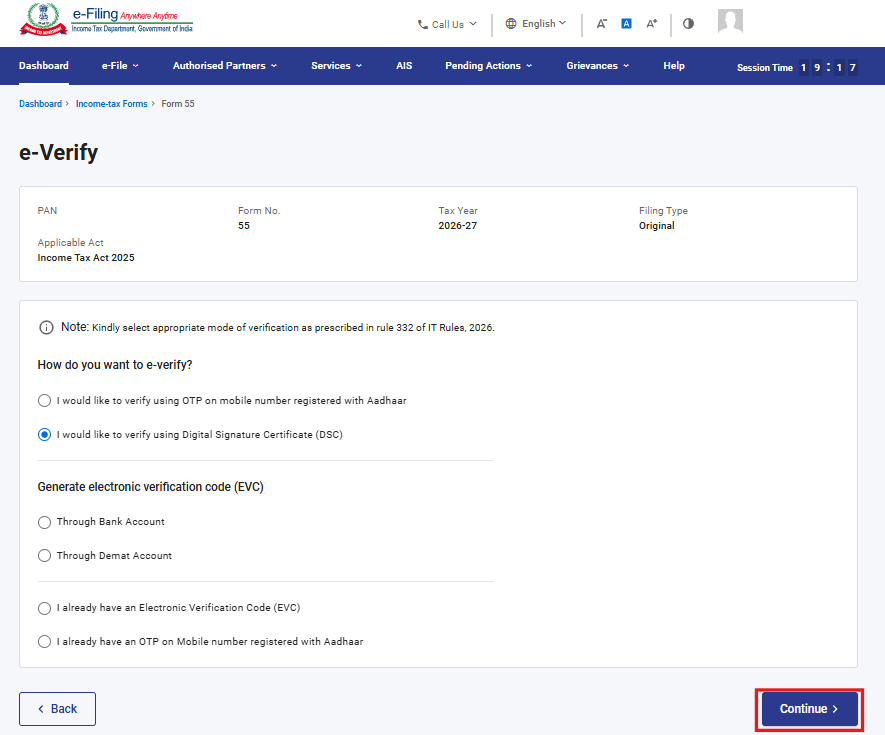 e-Filing Anywhere Anytime
Income Tax Department, Government of India
Call Us
English
A-
A
A+
Dashboard
e-File
Authorised Partners
Services
AIS
Pending Actions
Grievances
Help
Session Time 1 9 : 1 7
Dashboard > Income-tax Forms > Form 55
e-Verify
PAN
Form No.
55
Tax Year
2026-27
Filing Type
Original
Applicable Act
Income Tax Act 2025
Note: Kindly select appropriate mode of verification as prescribed in rule 332 of IT Rules, 2026.
How do you want to e-verify?
I would like to verify using OTP on mobile number registered with Aadhaar
I would like to verify using Digital Signature Certificate (DSC)
Generate electronic verification code (EVC)
Through Bank Account
Through Demat Account
I already have an Electronic Verification Code (EVC)
I already have an OTP on Mobile number registered with Aadhaar
< Back
Continue >